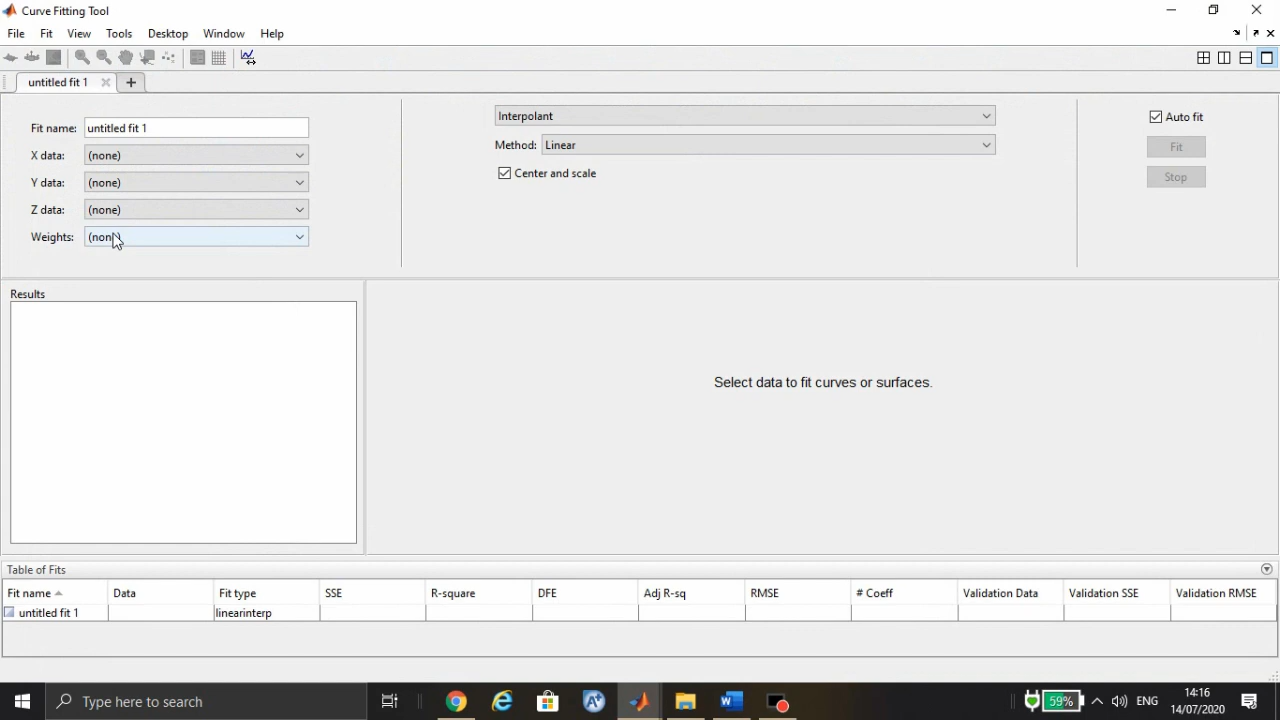 Curve Fitting Tool
File Fit View Tools Desktop Window Help
untitled fit 1
Fit name: untitled fit 1
X data: (none)
Y data: (none)
Z data: (none)
Weights: (none)
Interpolant
Method: Linear
Center and scale
Auto fit
Fit
Stop
Results
Select data to fit curves or surfaces.
Table of Fits
Fit name Data Fit type SSE R-square DFE Adj R-sq RMSE # Coeff Validation Data Validation SSE Validation RMSE
untitled fit 1 linearinterp
Type here to search
59%
ENG
14:16
14/07/2020